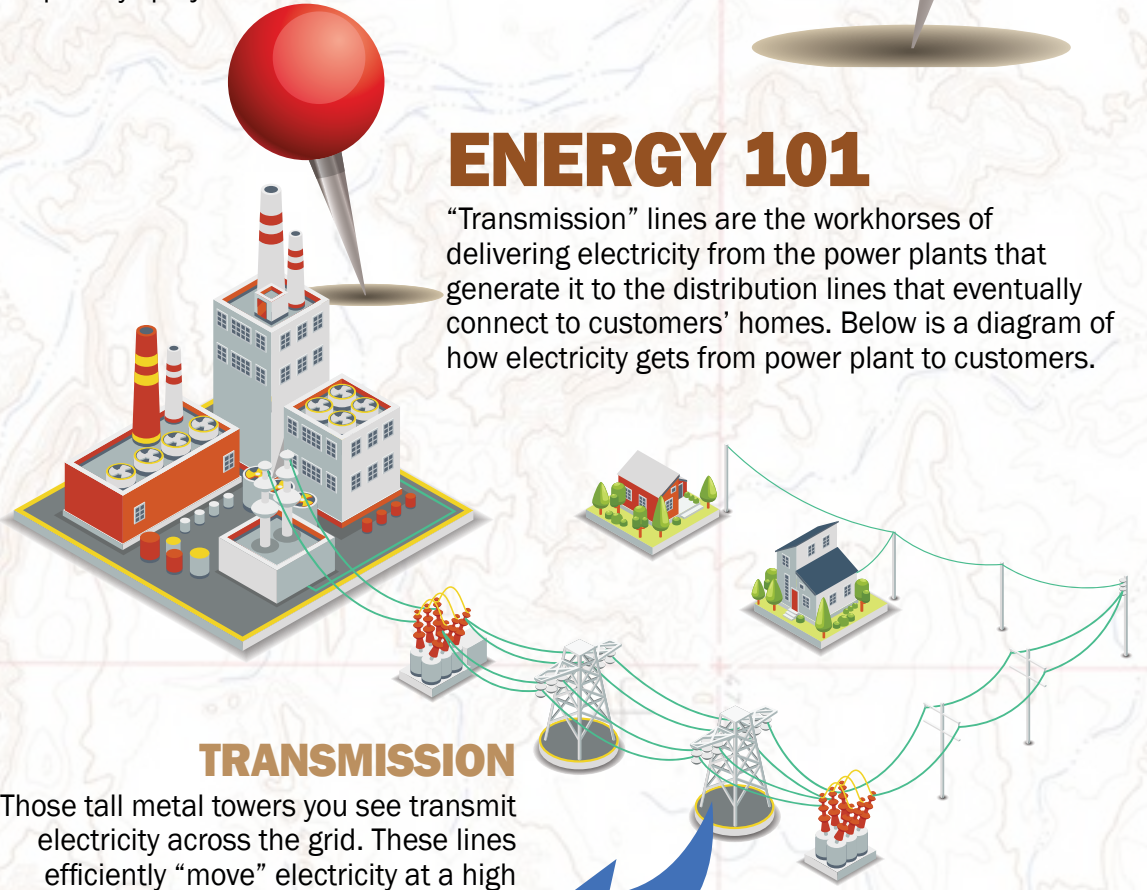 ENERGY 101
“Transmission” lines are the workhorses of
delivering electricity from the power plants that
generate it to the distribution lines that eventually
connect to customers’ homes. Below is a diagram of
how electricity gets from power plant to customers.
TRANSMISSION
Those tall metal towers you see transmit
electricity across the grid. These lines
efficiently “move” electricity at a high